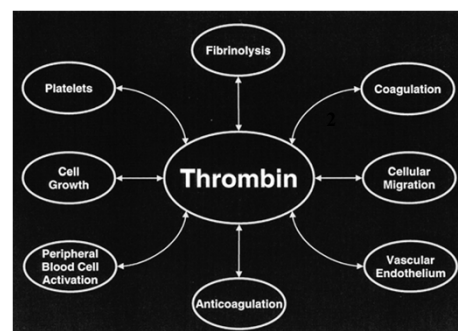 Fibrinolysis
Platelets
Coagulation
2
Cell
Growth
Thrombin
Cellular
Migration
Peripheral
Blood Cell
Activation
Vascular
Endothelium
Anticoagulation